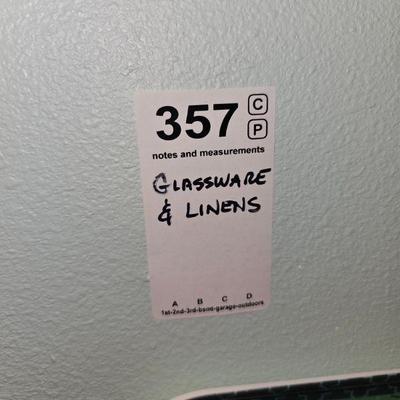 357 C
P
notes and measurements
GLASSWARE
& LINENS
A B C D
1st-2nd-3rd-bsmt-garage-outdoors